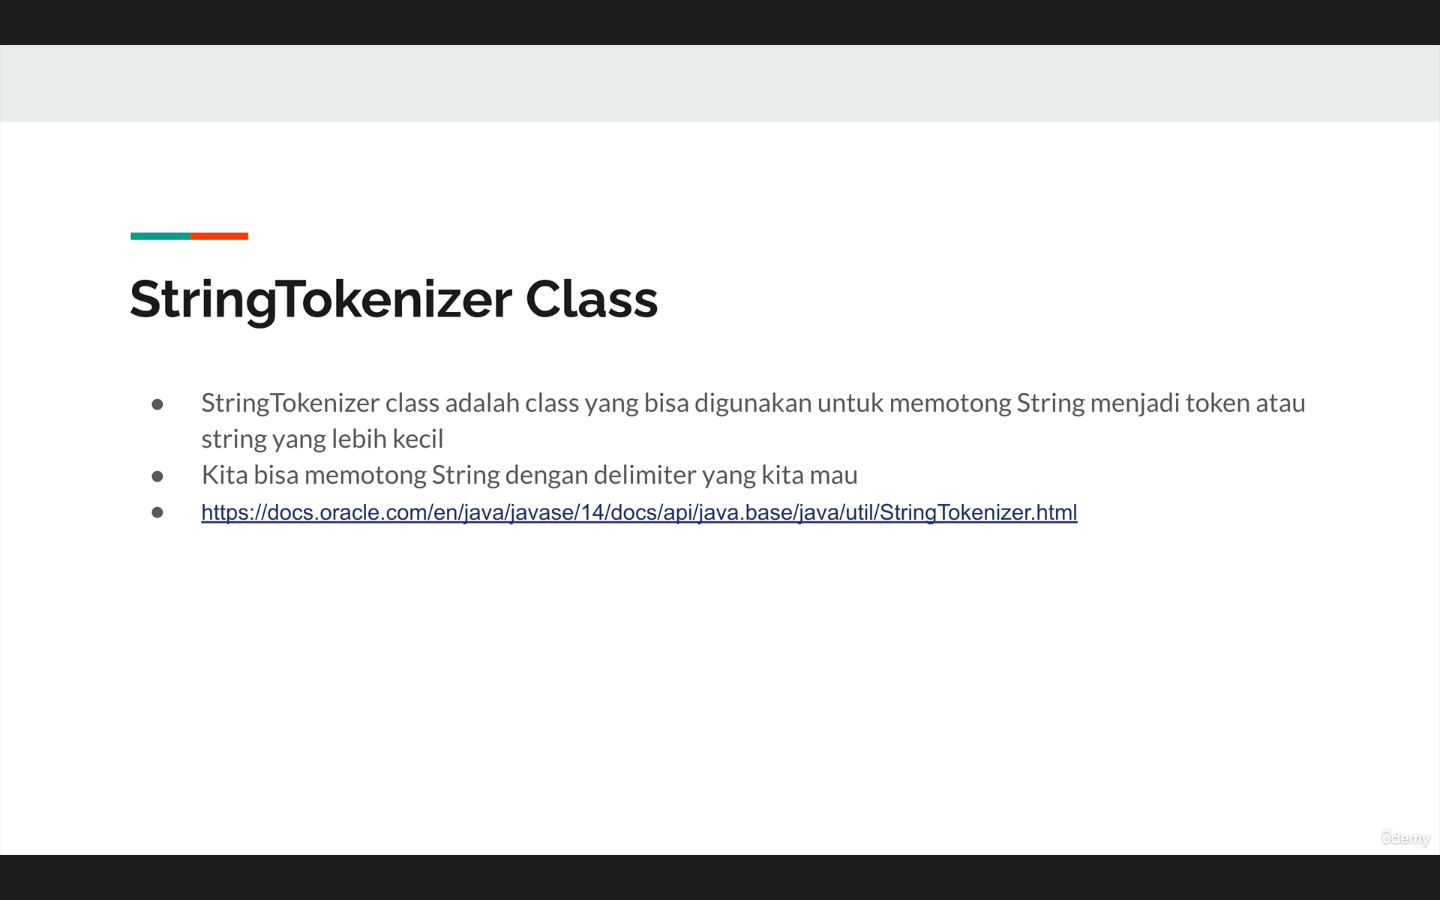 StringTokenizer Class
● StringTokenizer class adalah class yang bisa digunakan untuk memotong String menjadi token atau
string yang lebih kecil
● Kita bisa memotong String dengan delimiter yang kita mau
● https://docs.oracle.com/en/java/javase/14/docs/api/java.base/java/util/StringTokenizer.html
ûdemy